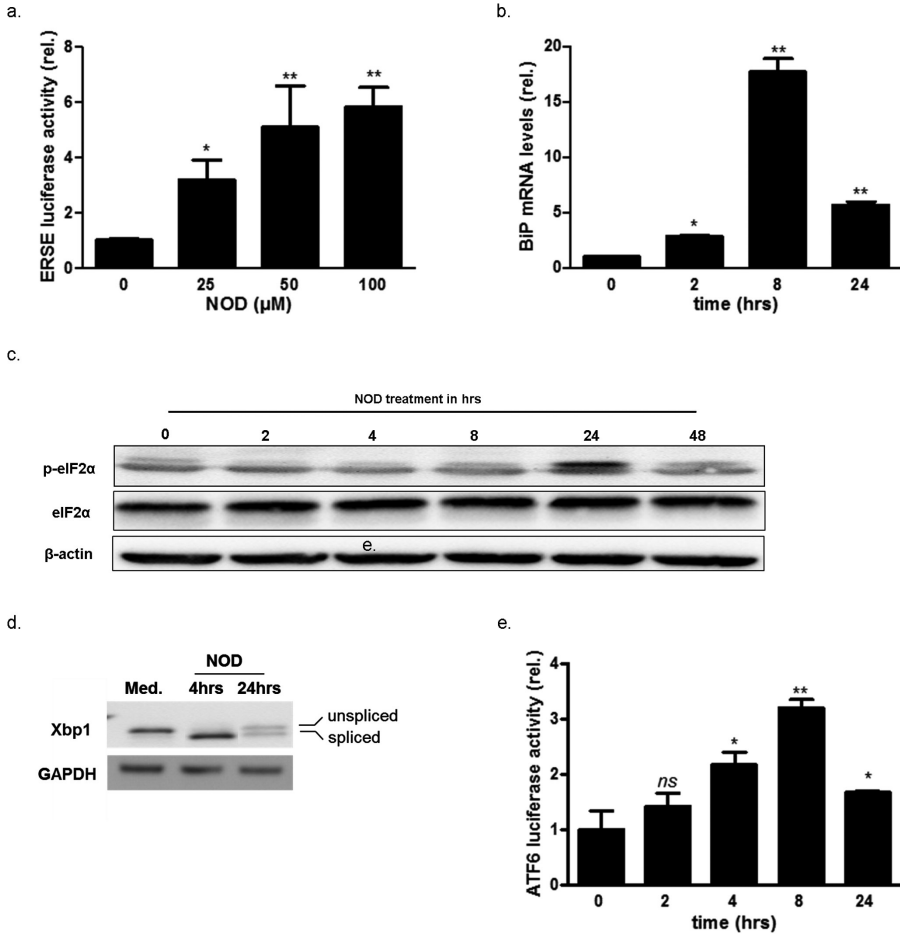 a.
ERSE luciferase activity (rel.)
8
6
4
2
0
*
**
**
0 25 50 100
NOD (µM)
b.
BiP mRNA levels (rel.)
20
15
10
5
0
*
**
**
0 2 8 24
time (hrs)
c.
NOD treatment in hrs
0 2 4 8 24 48
p-eIF2α
eIF2α
β-actin
e.
d.
NOD
Med. 4hrs 24hrs
Xbp1
unspliced
spliced
GAPDH
e.
ATF6 luciferase activity (rel.)
4
3
2
1
0
ns
*
**
*
0 2 4 8 24
time (hrs)